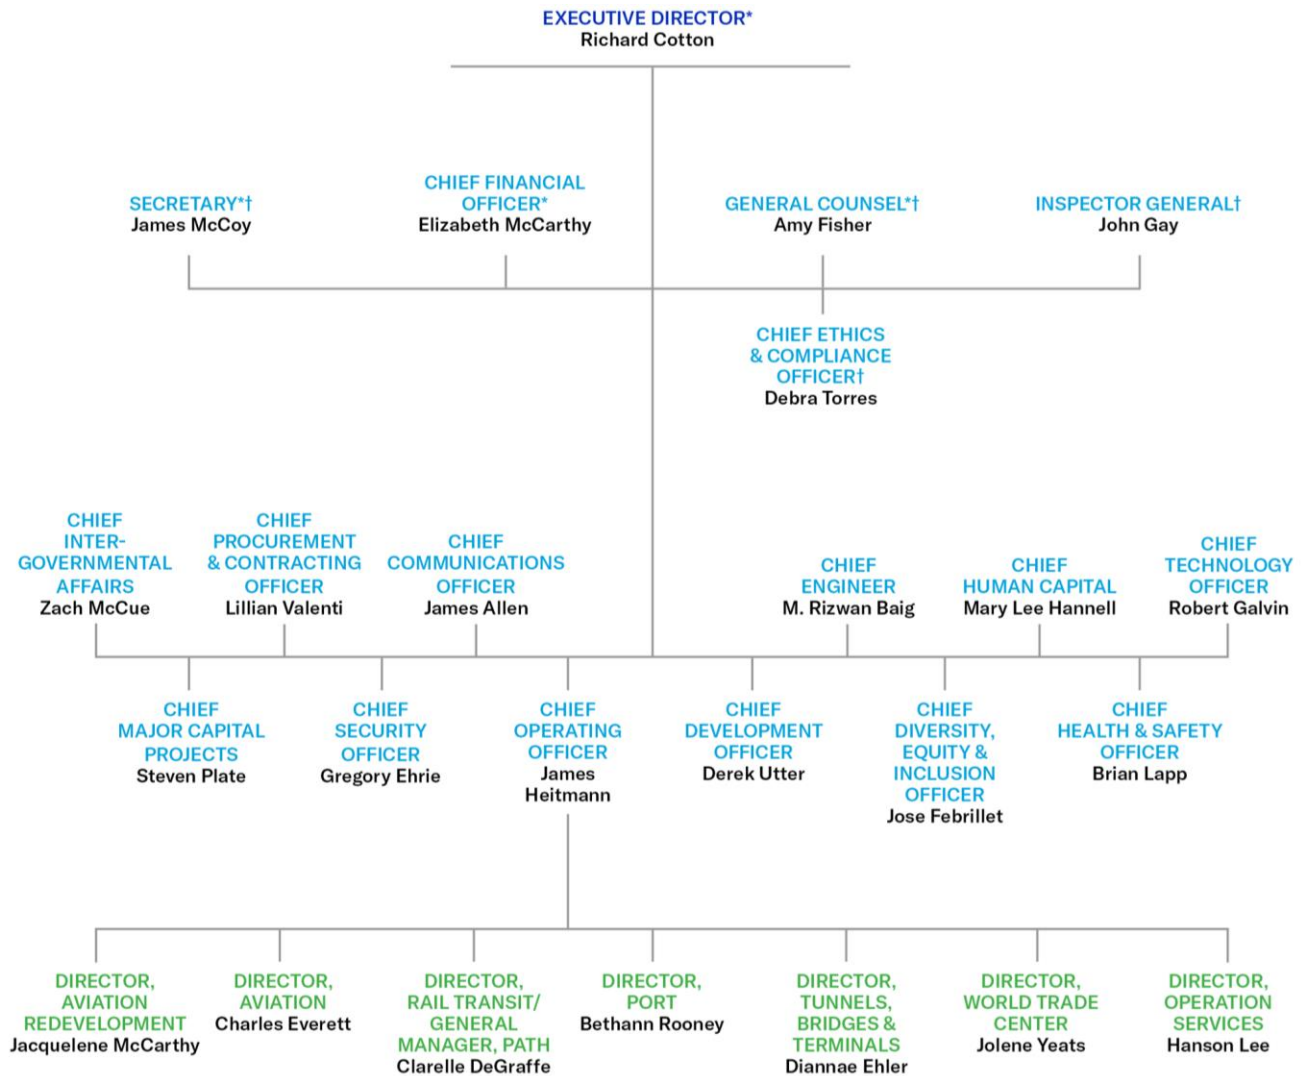 EXECUTIVE DIRECTOR*
Richard Cotton
SECRETARY*†
James McCoy
CHIEF FINANCIAL
OFFICER*
Elizabeth McCarthy
GENERAL COUNSEL*†
Amy Fisher
INSPECTOR GENERAL†
John Gay
CHIEF ETHICS
& COMPLIANCE
OFFICER†
Debra Torres
CHIEF
INTER-
GOVERNMENTAL
AFFAIRS
Zach McCue
CHIEF
PROCUREMENT
& CONTRACTING
OFFICER
Lillian Valenti
CHIEF
COMMUNICATIONS
OFFICER
James Allen
CHIEF
ENGINEER
M. Rizwan Baig
CHIEF
HUMAN CAPITAL
Mary Lee Hannell
CHIEF
TECHNOLOGY
OFFICER
Robert Galvin
CHIEF
MAJOR CAPITAL
PROJECTS
Steven Plate
CHIEF
SECURITY
OFFICER
Gregory Ehrie
CHIEF
OPERATING
OFFICER
James
Heitmann
CHIEF
DEVELOPMENT
OFFICER
Derek Utter
CHIEF
DIVERSITY,
EQUITY &
INCLUSION
OFFICER
Jose Febrillet
CHIEF
HEALTH & SAFETY
OFFICER
Brian Lapp
DIRECTOR,
AVIATION
REDEVELOPMENT
Jacquelene McCarthy
DIRECTOR,
AVIATION
Charles Everett
DIRECTOR,
RAIL TRANSIT/
GENERAL
MANAGER, PATH
Clarelle DeGraffe
DIRECTOR,
PORT
Bethann Rooney
DIRECTOR,
TUNNELS,
BRIDGES &
TERMINALS
Diannae Ehler
DIRECTOR,
WORLD TRADE
CENTER
Jolene Yeats
DIRECTOR,
OPERATION
SERVICES
Hanson Lee